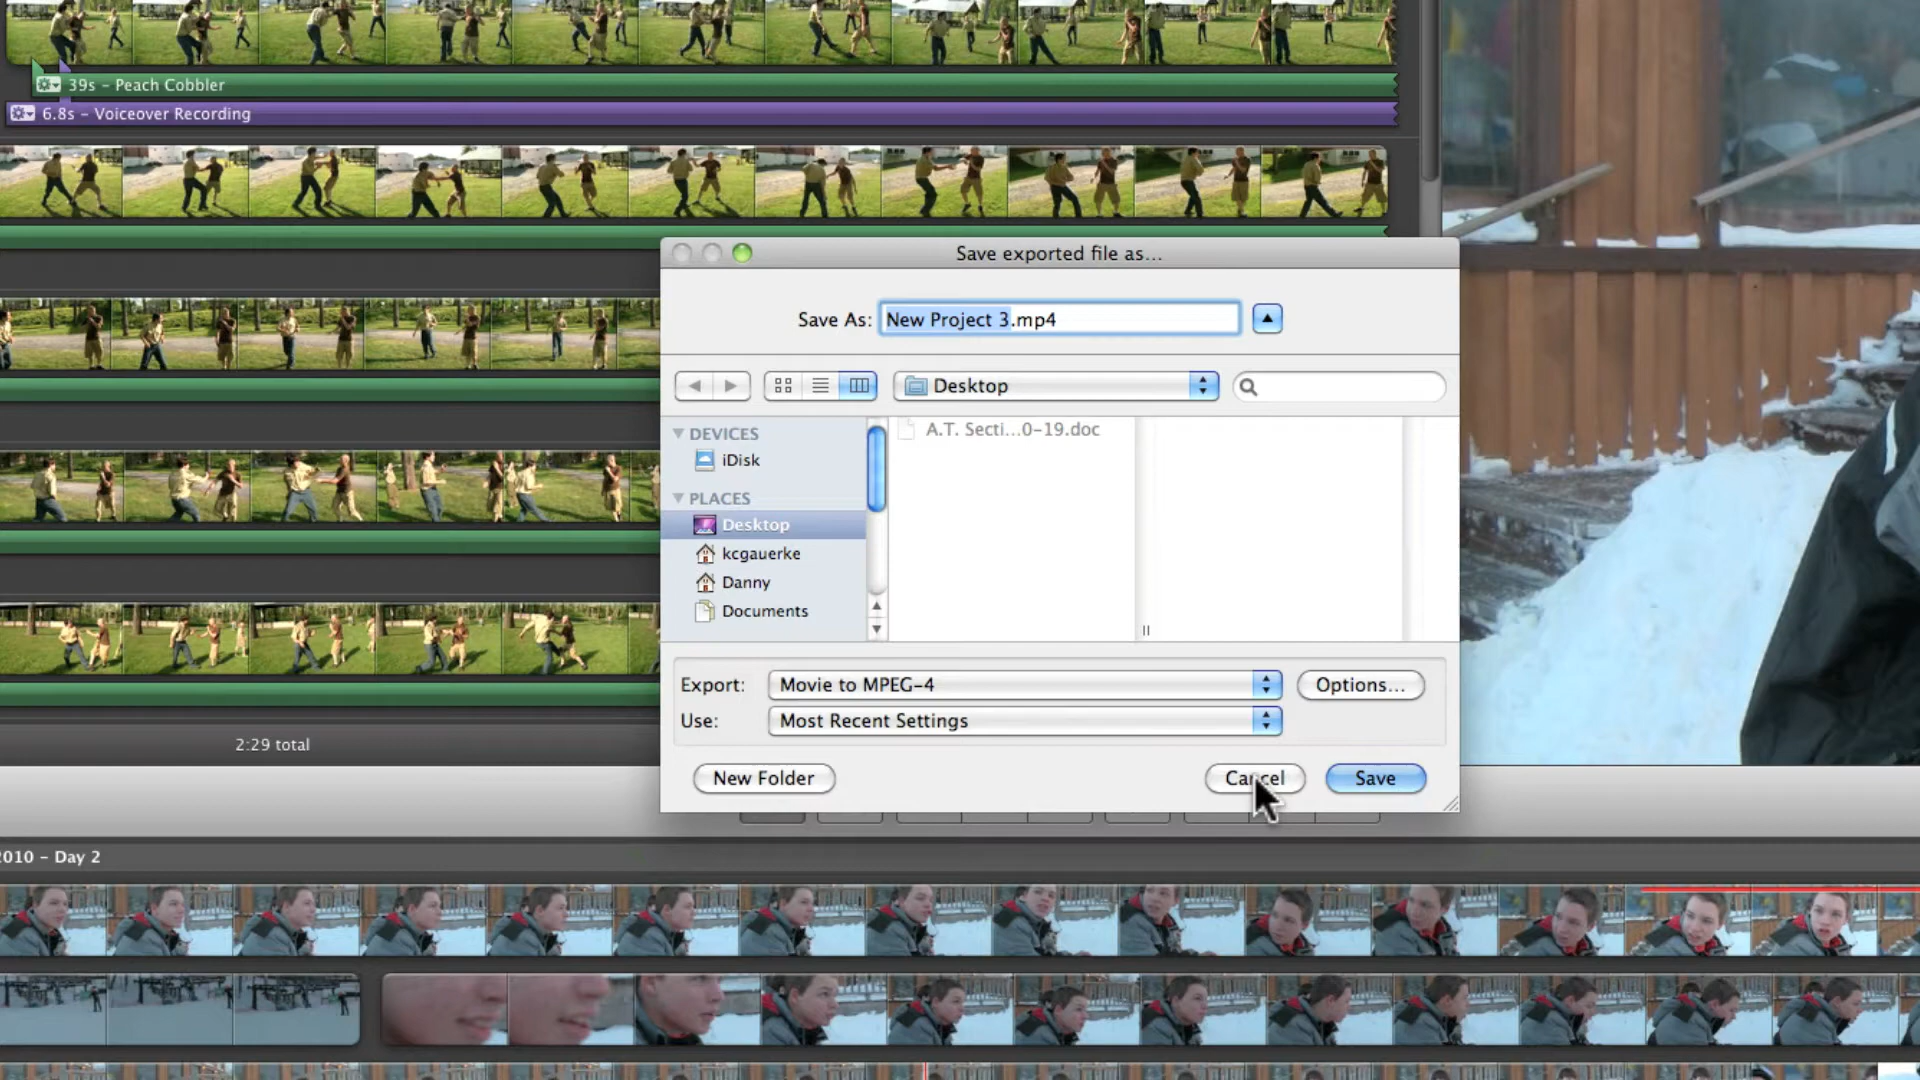 39s - Peach Cobbler
6.8s - Voiceover Recording
Save exported file as...
Save As: New Project 3.mp4
Desktop
DEVICES
iDisk
PLACES
Desktop
kcgauerke
Danny
Documents
A.T. Secti...0-19.doc
Export: Movie to MPEG-4
Options...
Use: Most Recent Settings
New Folder
Cancel
Save
2:29 total
2010 - Day 2